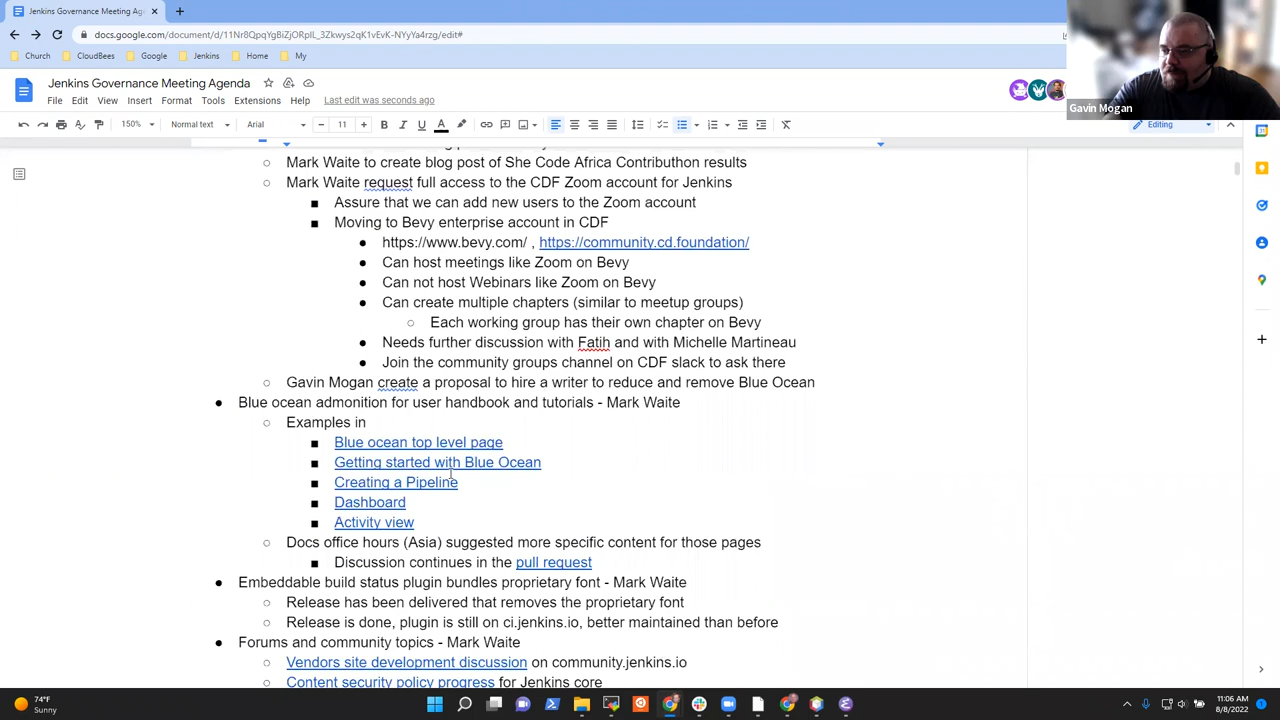 Jenkins Governance Meeting Ag
docs.google.com/document/d/11Nr8QpqYgBiZjORplL_3Zkwys2qK1vEvK-NYyYa4rzg/edit#
Church
CloudBees
Google
Jenkins
Home
My
Jenkins Governance Meeting Agenda
File Edit View Insert Format Tools Extensions Help Last edit was seconds ago
Gavin Mogan
150% Normal text Arial 11 Editing
Mark Waite to create blog post of She Code Africa Contributhon results
Mark Waite request full access to the CDF Zoom account for Jenkins
Assure that we can add new users to the Zoom account
Moving to Bevy enterprise account in CDF
https://www.bevy.com/ , https://community.cd.foundation/
Can host meetings like Zoom on Bevy
Can not host Webinars like Zoom on Bevy
Can create multiple chapters (similar to meetup groups)
Each working group has their own chapter on Bevy
Needs further discussion with Fatih and with Michelle Martineau
Join the community groups channel on CDF slack to ask there
Gavin Mogan create a proposal to hire a writer to reduce and remove Blue Ocean
Blue ocean admonition for user handbook and tutorials - Mark Waite
Examples in
Blue ocean top level page
Getting started with Blue Ocean
Creating a Pipeline
Dashboard
Activity view
Docs office hours (Asia) suggested more specific content for those pages
Discussion continues in the pull request
Embeddable build status plugin bundles proprietary font - Mark Waite
Release has been delivered that removes the proprietary font
Release is done, plugin is still on ci.jenkins.io, better maintained than before
Forums and community topics - Mark Waite
Vendors site development discussion on community.jenkins.io
Content security policy progress for Jenkins core
74°F
Sunny
11:06 AM
8/8/2022